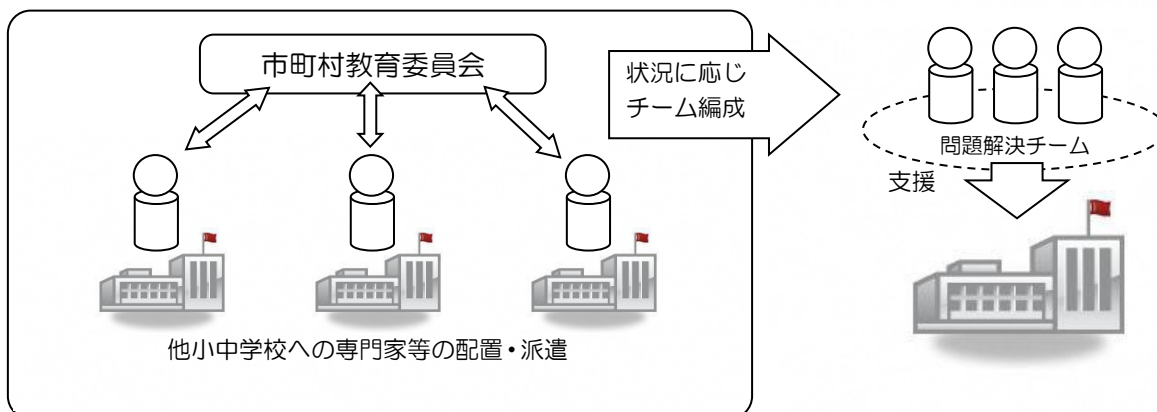 市町村教育委員会
状況に応じ
チーム編成
問題解決チーム
支援
他小中学校への専門家等の配置・派遣